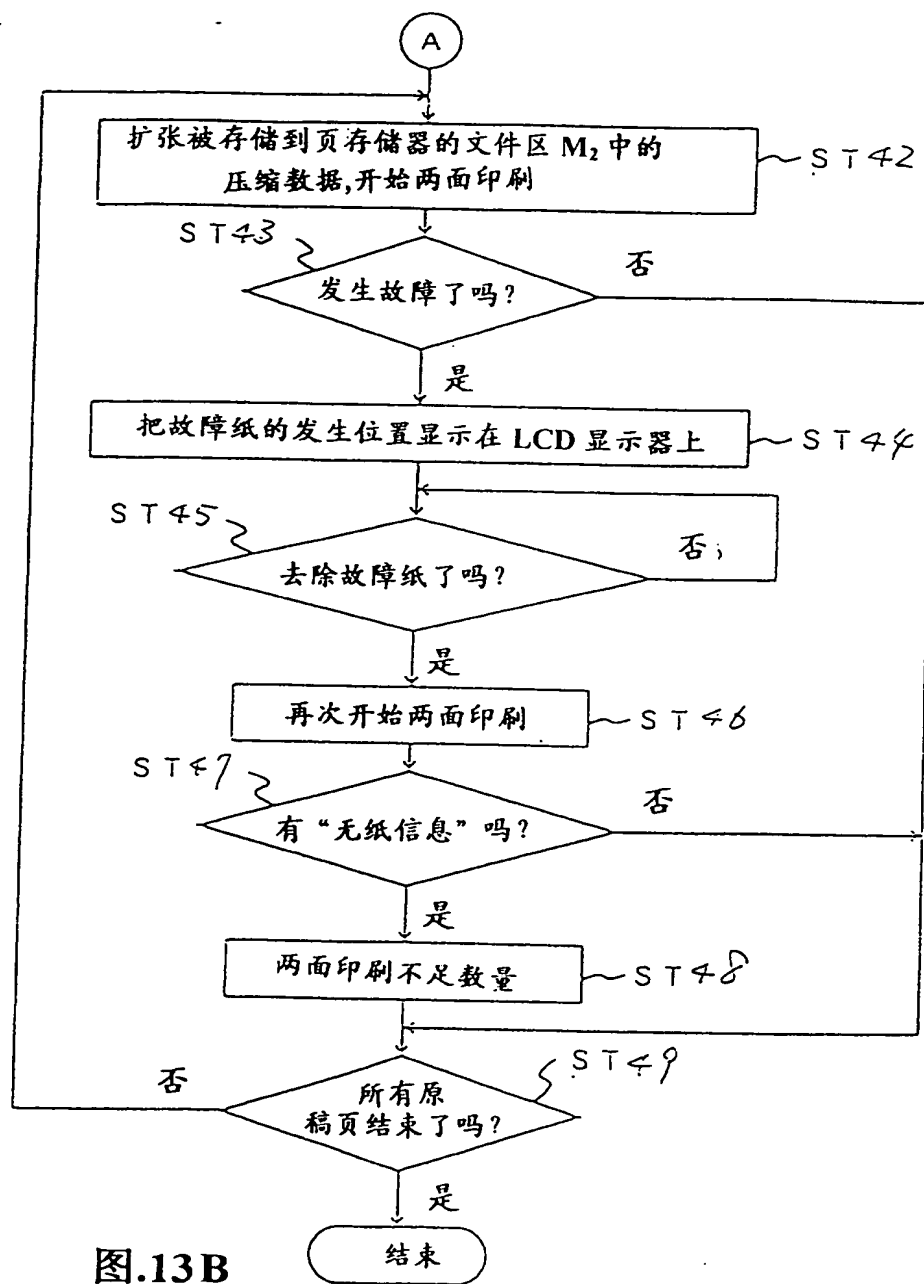 A
扩张被存储到页存储器的文件区 M₂ 中的
压缩数据,开始两面印刷
ST42
ST43
否
发生故障了吗?
是
把故障纸的发生位置显示在 LCD 显示器上
ST44
ST45
否;
去除故障纸了吗?
是
再次开始两面印刷
ST46
ST47
否
有“无纸信息”吗?
是
两面印刷不足数量
ST48
ST49
否
所有原
稿页结束了吗?
是
结束
图.13B